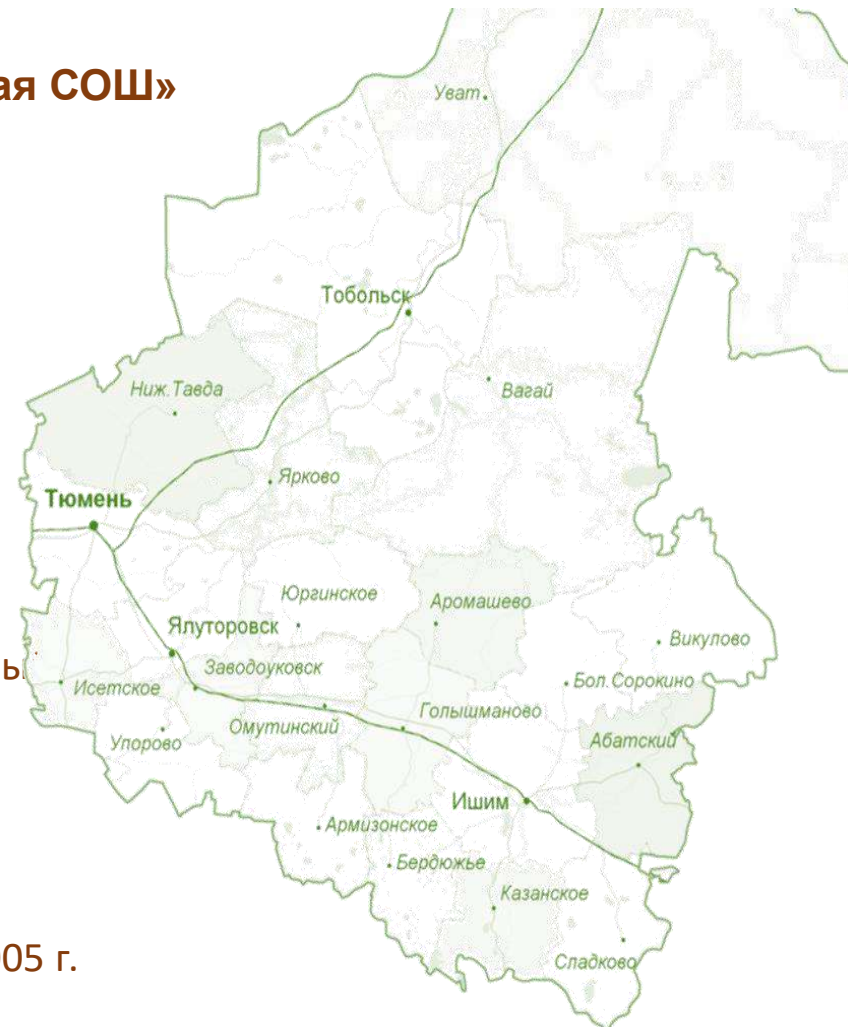 ая СОШ»
Уват
Тобольск
Ниж.Тавда
Вагай
Ярково
Тюмень
Юргинское
Аромашево
Ялуторовск
Викулово
ь
Исетское
Заводоуковск
Бол.Сорокино
Омутинский
Голышманово
Упорово
Абатский
Ишим
Армизонское
Бердюжье
Казанское
05 г.
Сладково